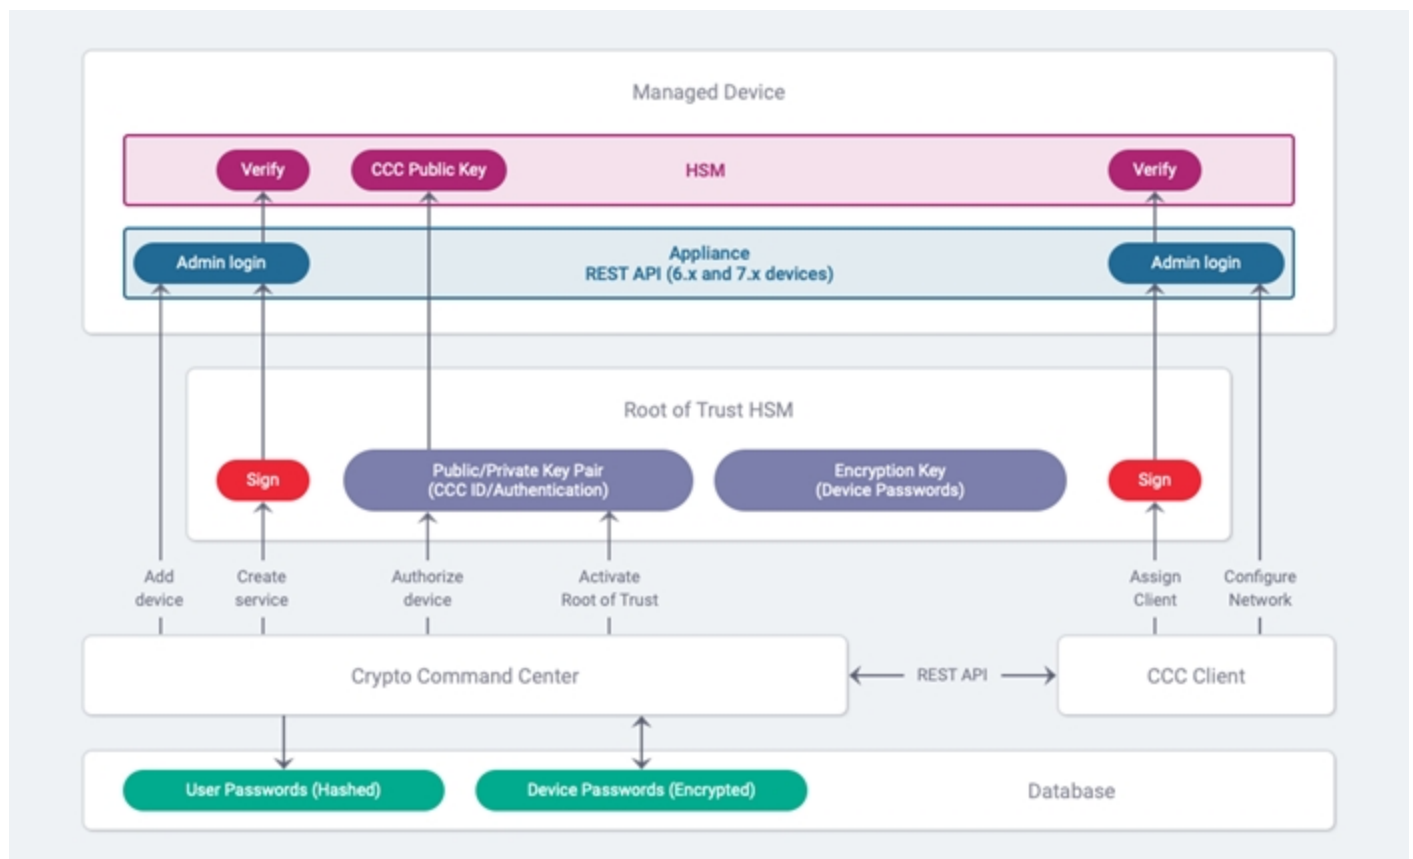 Managed Device
Verify
CCC Public Key
HSM
Verify
Admin login
Appliance
REST API (6.x and 7.x devices)
Admin login
Root of Trust HSM
Sign
Public/Private Key Pair
(CCC ID/Authentication)
Encryption Key
(Device Passwords)
Sign
Add
device
Create
service
Authorize
device
Activate
Root of Trust
Assign
Client
Configure
Network
Crypto Command Center
REST API
CCC Client
User Passwords (Hashed)
Device Passwords (Encrypted)
Database